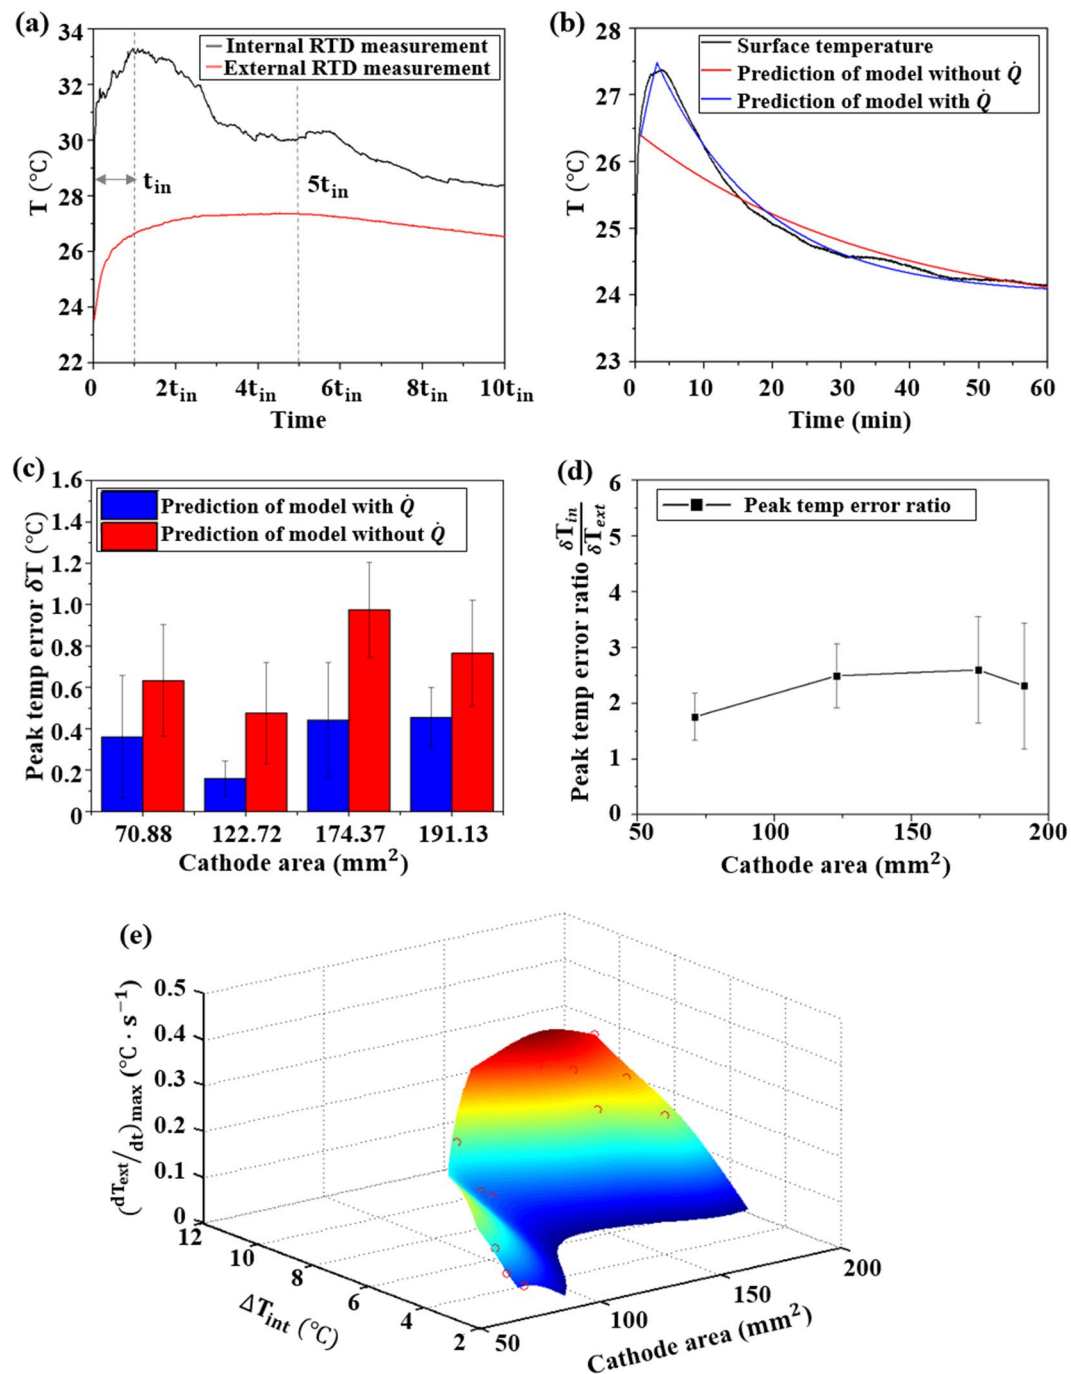 (a)
34
32
30
28
26
24
22
T (°C)
Internal RTD measurement
External RTD measurement
t_in
5t_in
0 2t_in 4t_in 6t_in 8t_in 10t_in
Time
(b)
28
27
26
25
24
23
T (°C)
Surface temperature
Prediction of model without Q̇
Prediction of model with Q̇
0 10 20 30 40 50 60
Time (min)
(c)
1.6
1.4
1.2
1.0
0.8
0.6
0.4
0.2
0
Peak temp error δT (°C)
Prediction of model with Q̇
Prediction of model without Q̇
70.88 122.72 174.37 191.13
Cathode area (mm²)
(d)
6
5
4
3
2
1
0
Peak temp error ratio δT_in/δT_ext
Peak temp error ratio
50 100 150 200
Cathode area (mm²)
(e)
0.5
0.4
0.3
0.2
0.1
0
(dT_ext/dt)_max (°C · s⁻¹)
12 10 8 6 4 2
ΔT_int (°C)
50 100 150 200
Cathode area (mm²)